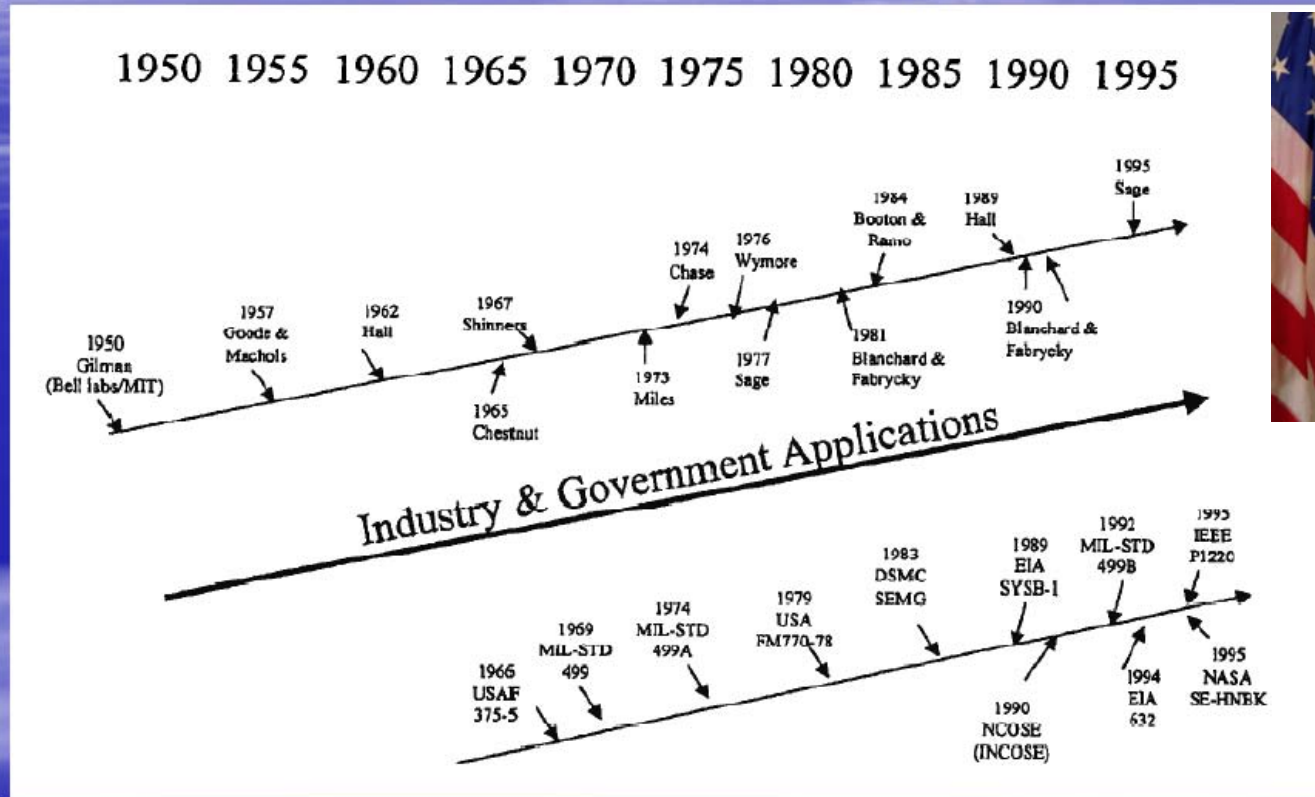 1950 1955 1960 1965 1970 1975 1980 1985 1990 1995
1950
Gilman
(Bell labs/MIT)
1957
Goode &
Machols
1962
Hall
1967
Shinners
1965
Chestnut
1973
Miles
1974
Chase
1976
Wymore
1977
Sage
1981
Blanchard &
Fabrycky
1984
Booton &
Ramo
1989
Hall
1990
Blanchard &
Fabrycky
1995
Sage
Industry & Government Applications
1966
USAF
375-5
1969
MIL-STD
499
1974
MIL-STD
499A
1979
USA
FM770-78
1983
DSMC
SEMG
1989
EIA
SYSB-1
1990
NCOSE
(INCOSE)
1992
MIL-STD
499B
1994
EIA
632
1995
IEEE
P1220
1995
NASA
SE-HNBK